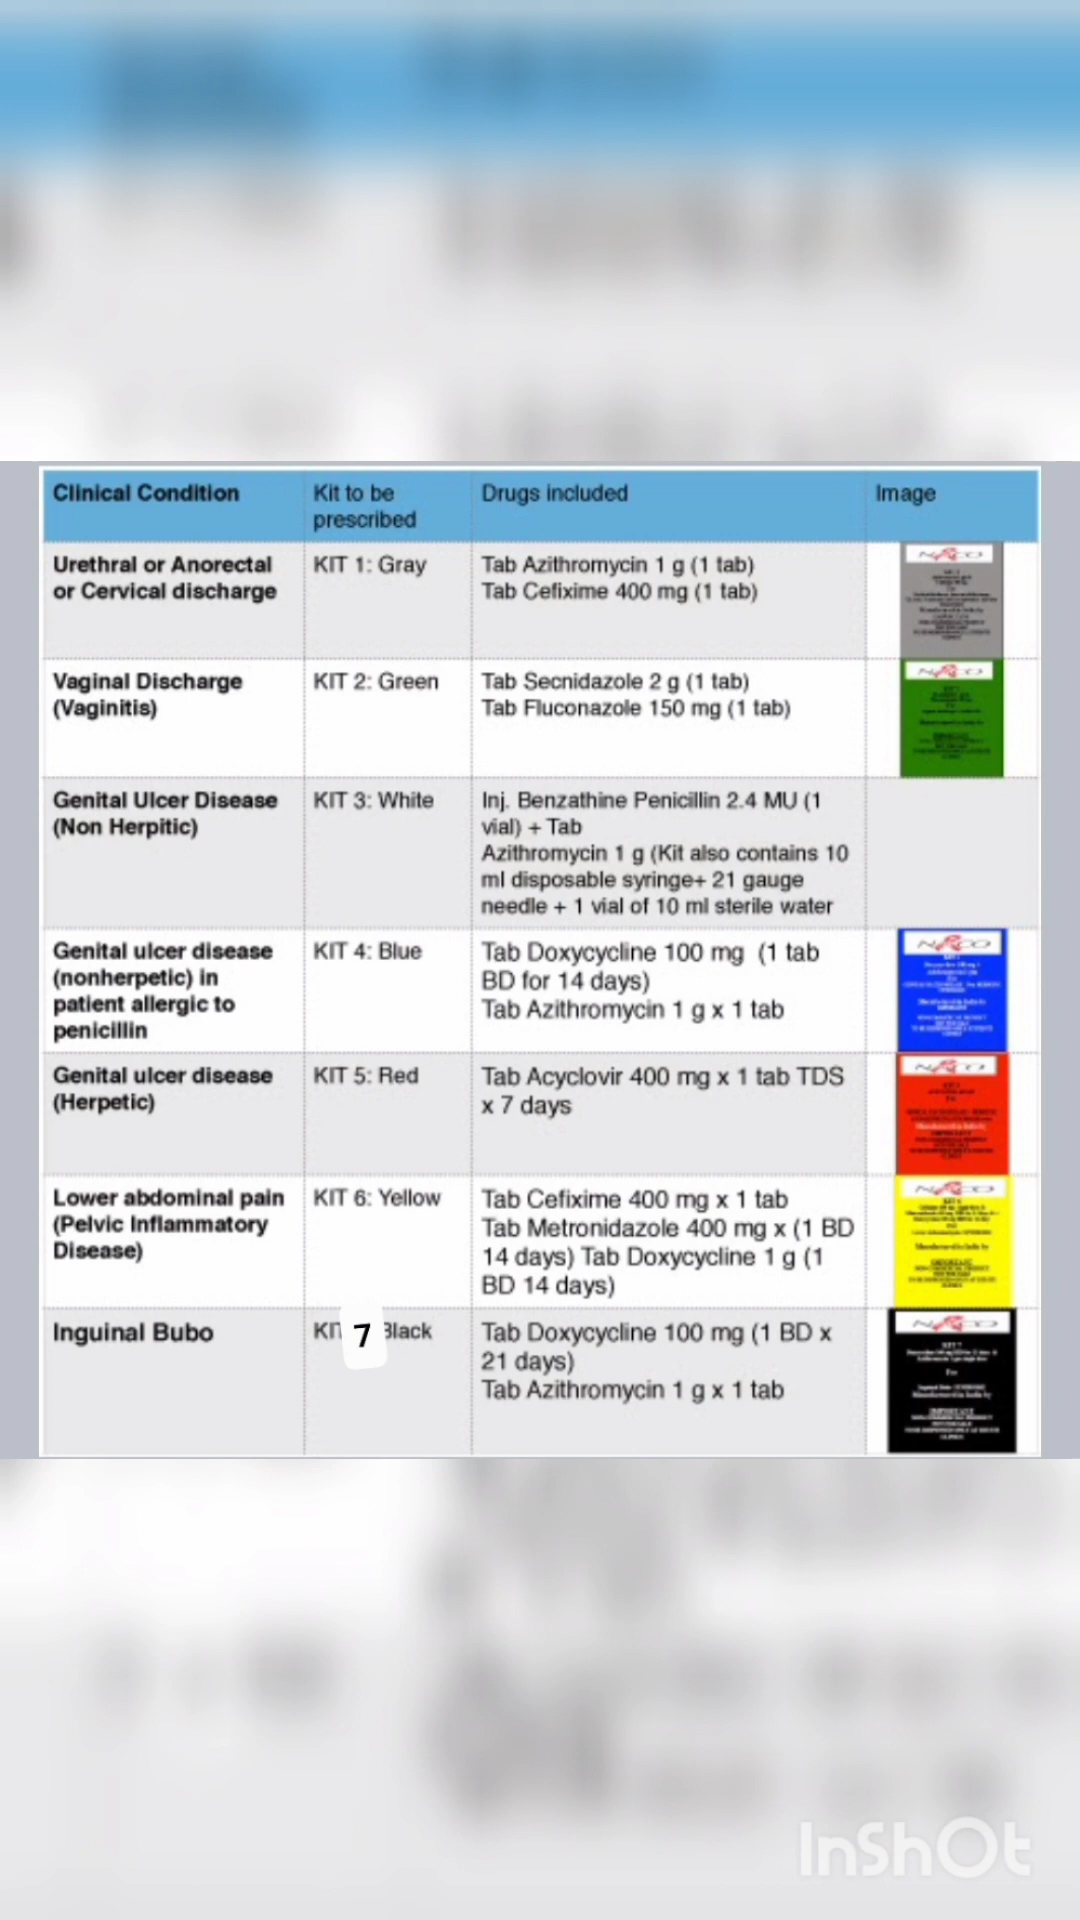 Clinical Condition
Kit to be
prescribed
Drugs included
Image
Urethral or Anorectal
or Cervical discharge
KIT 1: Gray
Tab Azithromycin 1 g (1 tab)
Tab Cefixime 400 mg (1 tab)
NACO
Vaginal Discharge
(Vaginitis)
KIT 2: Green
Tab Secnidazole 2 g (1 tab)
Tab Fluconazole 150 mg (1 tab)
NACO
Genital Ulcer Disease
(Non Herpitic)
KIT 3: White
Inj. Benzathine Penicillin 2.4 MU (1
vial) + Tab
Azithromycin 1 g (Kit also contains 10
ml disposable syringe+ 21 gauge
needle + 1 vial of 10 ml sterile water
Genital ulcer disease
(nonherpetic) in
patient allergic to
penicillin
KIT 4: Blue
Tab Doxycycline 100 mg (1 tab
BD for 14 days)
Tab Azithromycin 1 g x 1 tab
NACO
Genital ulcer disease
(Herpetic)
KIT 5: Red
Tab Acyclovir 400 mg x 1 tab TDS
x 7 days
NACO
Lower abdominal pain
(Pelvic Inflammatory
Disease)
KIT 6: Yellow
Tab Cefixime 400 mg x 1 tab
Tab Metronidazole 400 mg x (1 BD
14 days) Tab Doxycycline 1 g (1
BD 14 days)
NACO
Inguinal Bubo
KIT 7 Black
Tab Doxycycline 100 mg (1 BD x
21 days)
Tab Azithromycin 1 g x 1 tab
NACO
InShOt